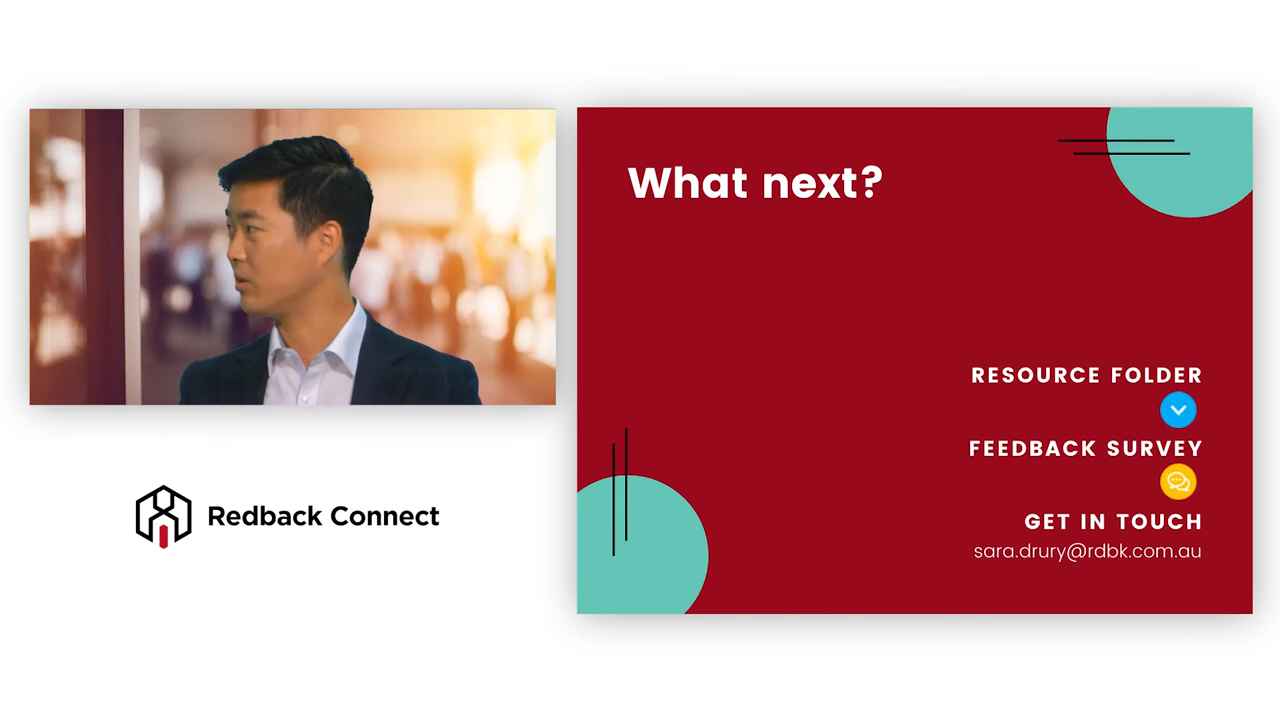 What next?
RESOURCE FOLDER
FEEDBACK SURVEY
GET IN TOUCH
sara.drury@rdbk.com.au
Redback Connect